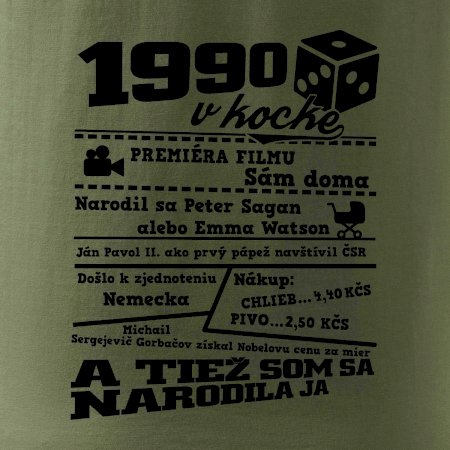 1990
v kocke
PREMIÉRA FILMU
Sám doma
Narodil sa Peter Sagan
alebo Emma Watson
Ján Pavol II. ako prvý pápež navštívil ČSR
Došlo k zjednoteniu
Nemecka
Nákup:
CHLIEB...4,40 KČS
PIVO...2,50 KČS
Michail
Sergejevič Gorbačov získal Nobelovu cenu za mier
A TIEŽ SOM SA
NARODILA JA